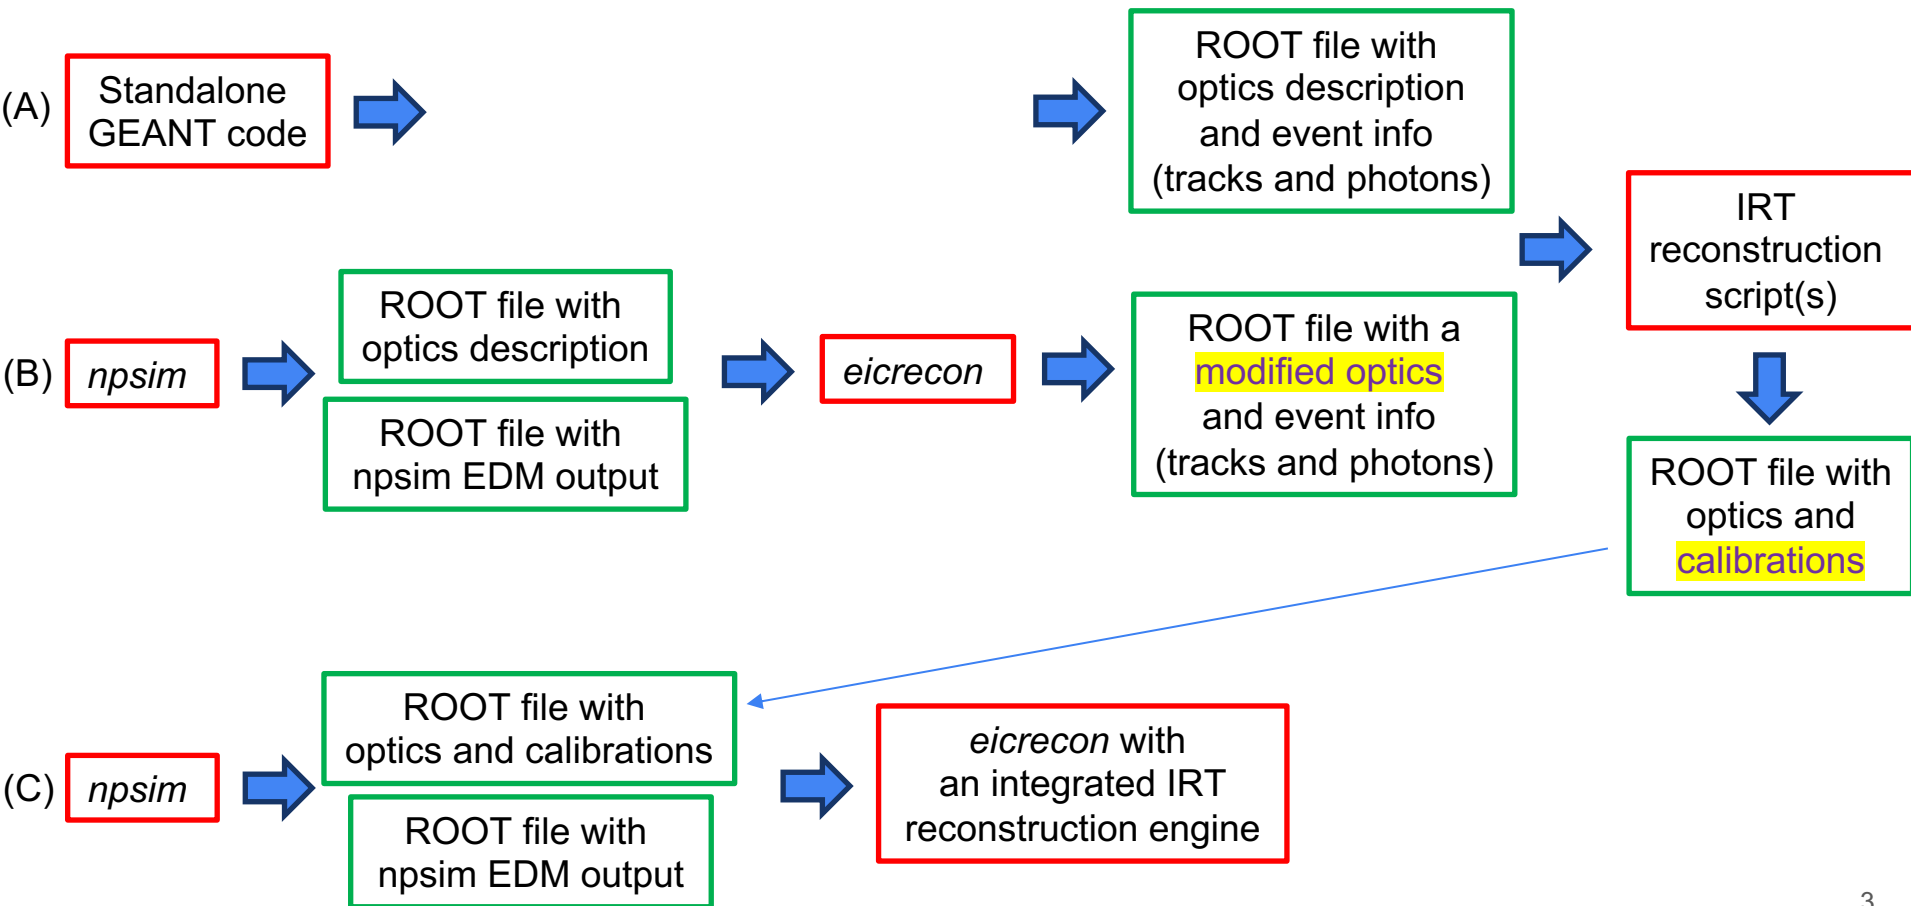 (A)
Standalone
GEANT code
ROOT file with
optics description
and event info
(tracks and photons)
IRT
reconstruction
script(s)
(B)
npsim
ROOT file with
optics description
ROOT file with
npsim EDM output
eicrecon
ROOT file with a
modified optics
and event info
(tracks and photons)
ROOT file with
optics and
calibrations
(C)
npsim
ROOT file with
optics and calibrations
ROOT file with
npsim EDM output
eicrecon with
an integrated IRT
reconstruction engine
3